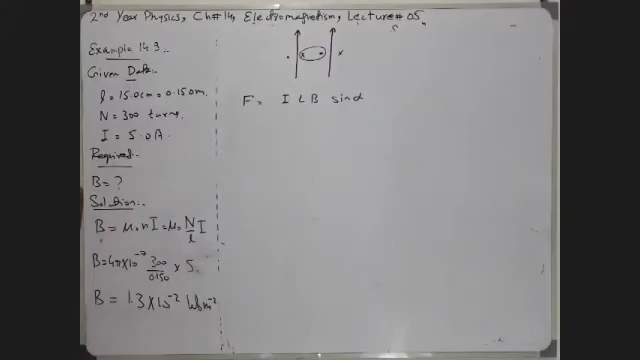 2nd Year Physics, Ch# 14, Electromagnetism, Lecture# 05.
Example 14.3
Given Data
l = 15.0cm = 0.150m.
N = 300 turns.
I = 5.0A.
Required
B = ?
Solution
B = μ₀nI = μ₀ N/l I
B = 4π×10⁻⁷ 300/0.150 × 5
B = 1.3×10⁻² Wbm⁻²
F = I L B sinα